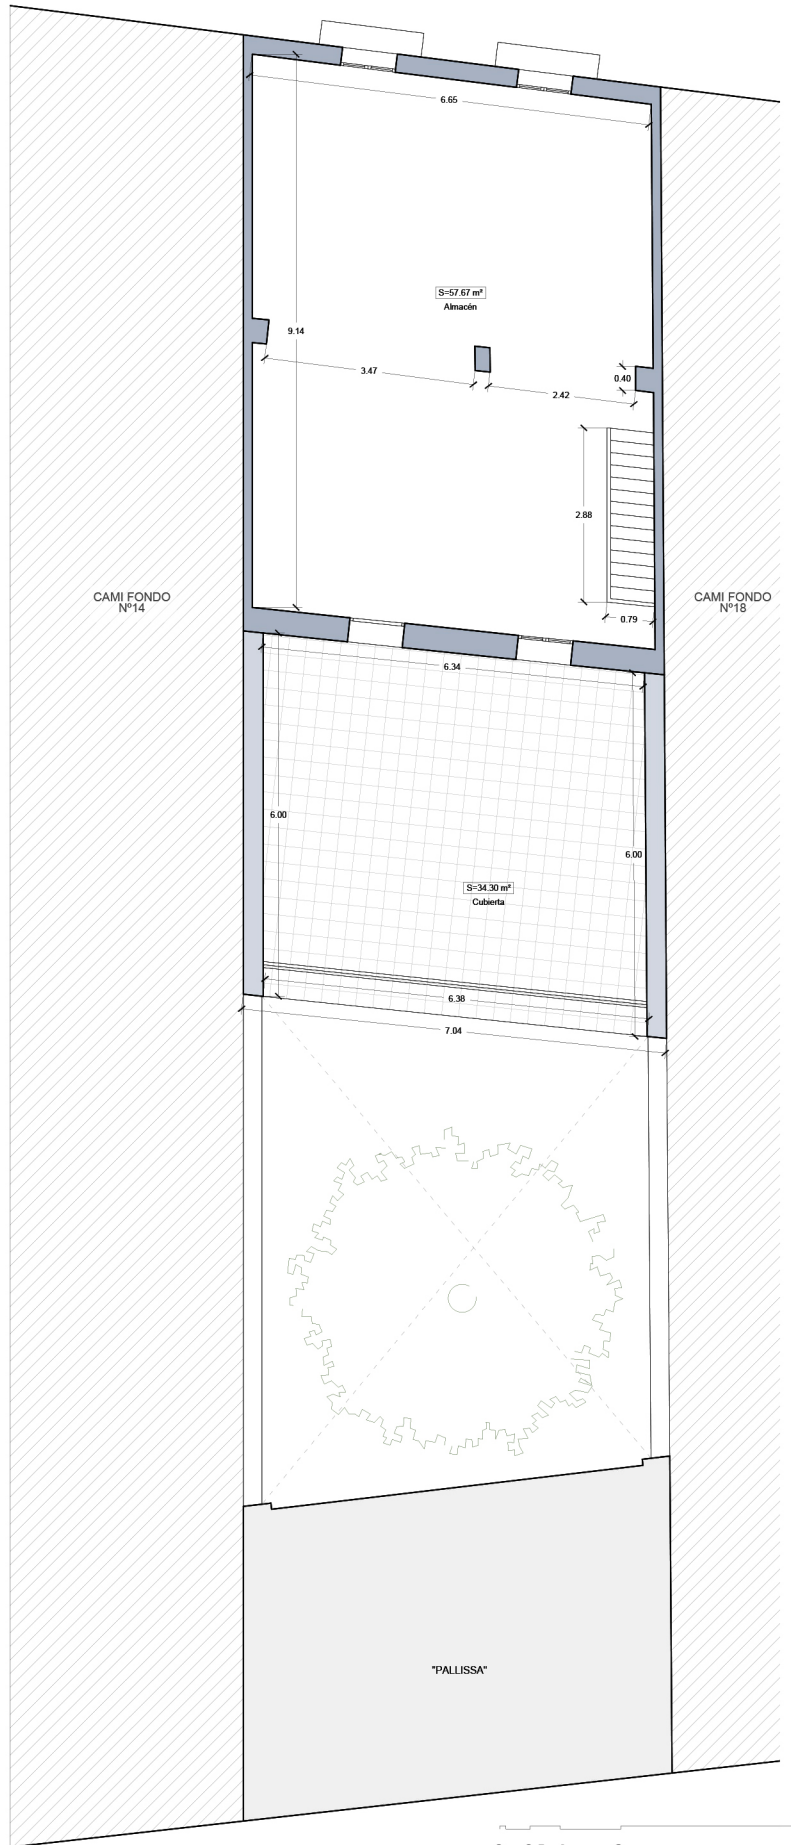 6.65
S=57.67 m²
Almacén
9.14
3.47
0.40
2.42
2.88
CAMI FONDO
Nº14
CAMI FONDO
Nº18
0.79
6.34
6.00
6.00
S=34.30 m²
Cubierta
6.38
7.04
"PALLISSA"